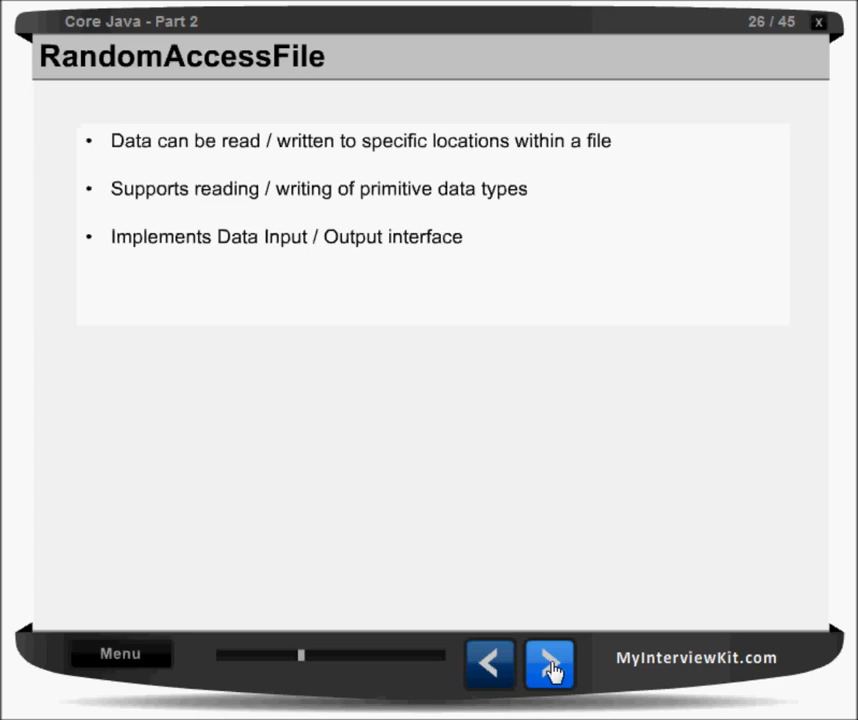 Core Java - Part 2
26 / 45
X
RandomAccessFile
• Data can be read / written to specific locations within a file
• Supports reading / writing of primitive data types
• Implements Data Input / Output interface
Menu
MyInterviewKit.com